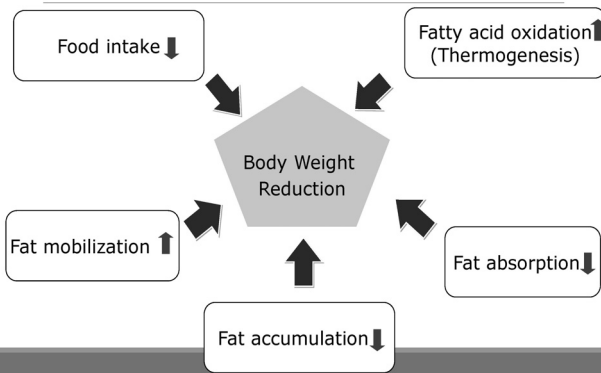 Food intake
Fatty acid oxidation
(Thermogenesis)
Body Weight
Reduction
Fat mobilization
Fat absorption
Fat accumulation